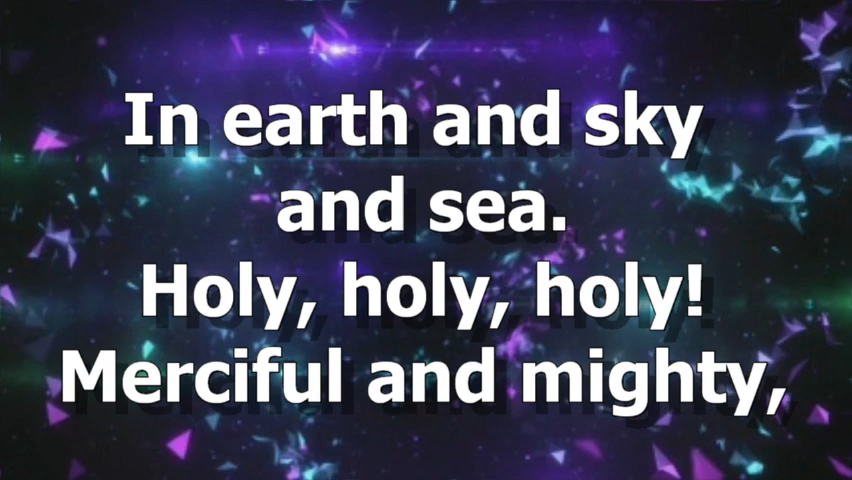 In earth and sky
and sea.
Holy, holy, holy!
Merciful and mighty,